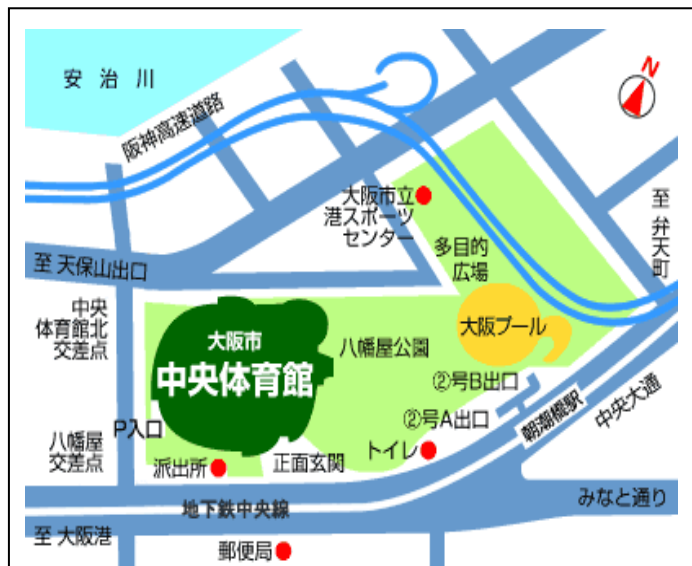 安治川
阪神高速道路
N
大阪市立
港スポーツ
センター
至 弁天町
多目的
広場
至 天保山出口
中央
体育館北
交差点
大阪市
中央体育館
八幡屋公園
大阪プール
②号B出口
②号A出口
朝潮橋駅
中央大通
P入口
八幡屋
交差点
派出所
正面玄関
トイレ
地下鉄中央線
みなと通り
至 大阪港
郵便局